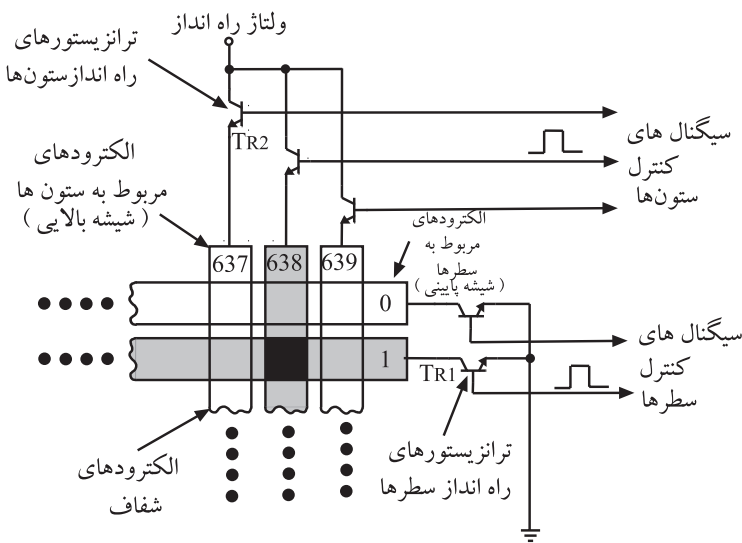 ولتاژ راه انداز
ترانزیستورهای
راه اندازستون‌ها
TR2
سیگنال های
کنترل
ستون‌ها
الکترودهای
مربوط به ستون ها
(شیشه بالایی)
الکترودهای
مربوط به
سطرها
(شیشه پایینی)
637
638
639
0
1
TR1
سیگنال های
کنترل
سطرها
ترانزیستورهای
راه انداز سطرها
الکترودهای
شفاف